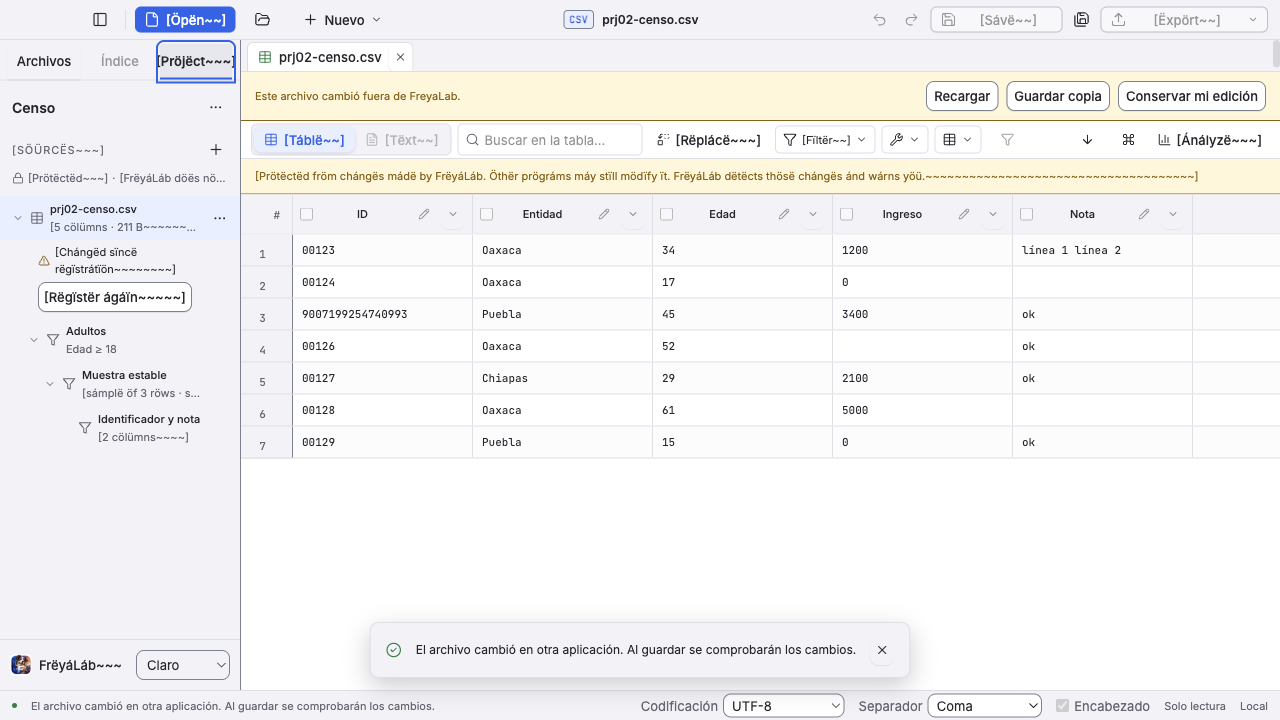 [Öpën~~]
Nuevo
CSV prj02-censo.csv
[Sávë~~]
[Ëxpört~~]
Archivos
Índice
[Pröjëct~~~]
prj02-censo.csv
Censo
Este archivo cambió fuera de FreyaLab.
Recargar
Guardar copia
Conservar mi edición
[SÖÜRCËS~~~]
[Táblë~~]
[Tëxt~~]
Buscar en la tabla...
[Rëplácë~~~]
[Fïltër~~]
[Ánályzë~~~]
[Prötëctëd~~~] · [FrëyáLáb döës nö...
[Prötëctëd fröm chángës mádë by FrëyáLáb. Öthër prögráms máy stïll mödïfy ït. FrëyáLáb dëtëcts thösë chángës ánd wárns yöü.~~~~~~~~~~~~~~~~~~~~~~~~~~~~~~~~~~~~~]
prj02-censo.csv
[5 cölümns · 211 B~~~~~~...
[Chángëd sïncë
rëgïstrátïön~~~~~~~~]
[Rëgïstër ágáïn~~~~~]
Adultos
Edad ≥ 18
Muestra estable
[sámplë öf 3 röws · s...
Identificador y nota
[2 cölümns~~~~]
# ID Entidad Edad Ingreso Nota
1 00123 Oaxaca 34 1200 línea 1 línea 2
2 00124 Oaxaca 17 0
3 9007199254740993 Puebla 45 3400 ok
4 00126 Oaxaca 52 ok
5 00127 Chiapas 29 2100 ok
6 00128 Oaxaca 61 5000
7 00129 Puebla 15 0 ok
FrëyáLáb~~~
Claro
El archivo cambió en otra aplicación. Al guardar se comprobarán los cambios.
El archivo cambió en otra aplicación. Al guardar se comprobarán los cambios.
Codificación UTF-8
Separador Coma
Encabezado
Solo lectura
Local